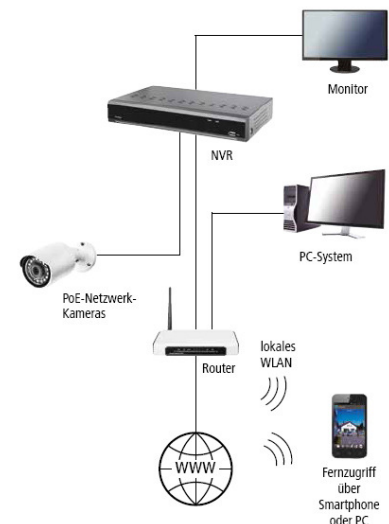 Monitor
NVR
PC-System
PoE-Netzwerk-
Kameras
lokales
WLAN
Router
WWW
Fernzugriff
über
Smartphone
oder PC